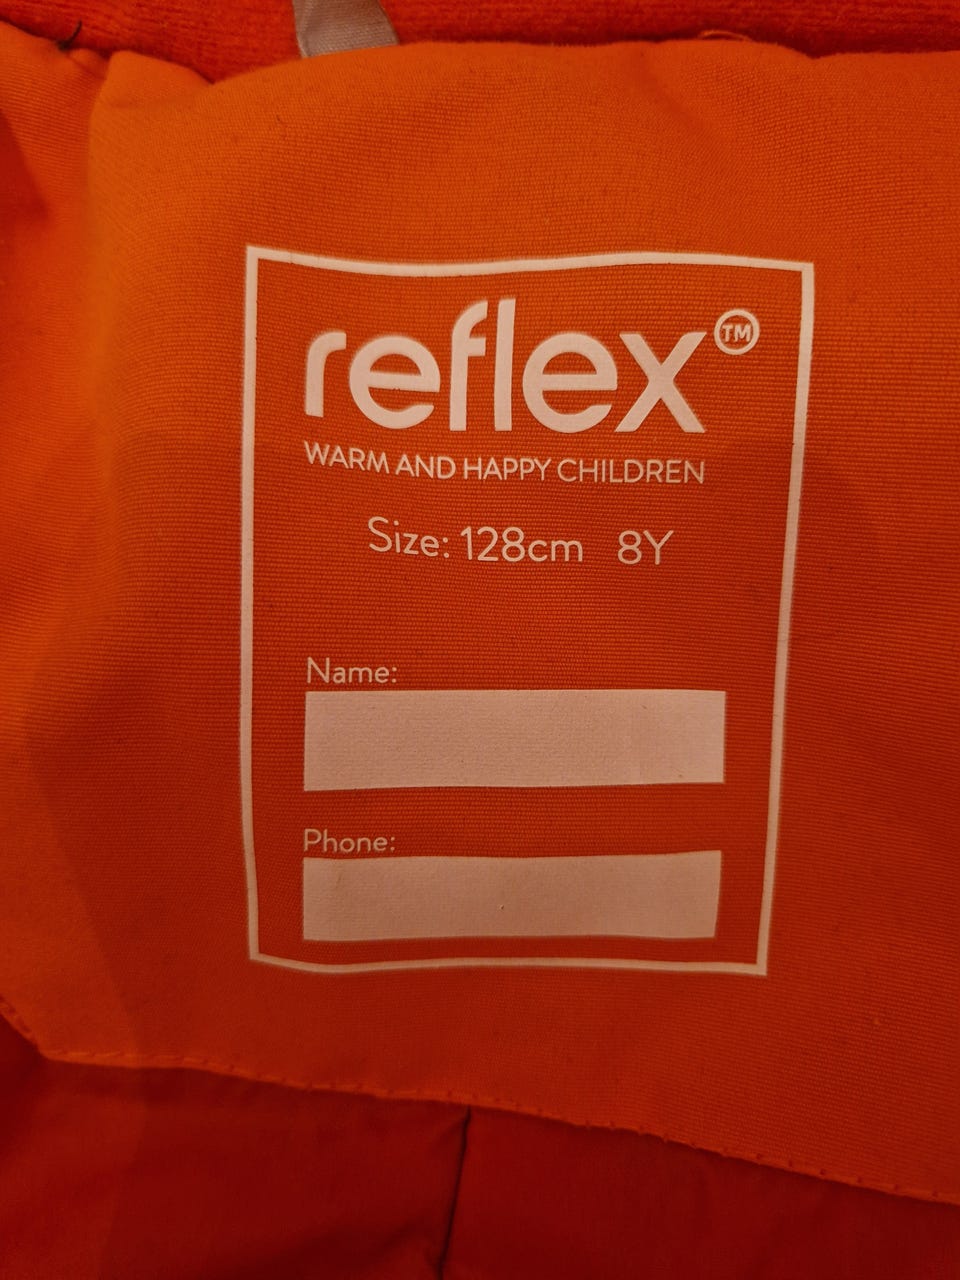 reflex™
WARM AND HAPPY CHILDREN
Size: 128cm 8Y
Name:
Phone: